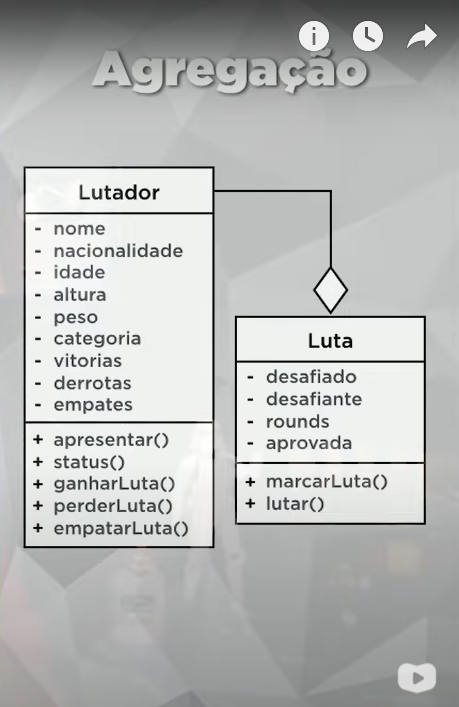 Agregação
Lutador
- nome
- nacionalidade
- idade
- altura
- peso
- categoria
- vitorias
- derrotas
- empates
+ apresentar()
+ status()
+ ganharLuta()
+ perderLuta()
+ empatarLuta()
Luta
- desafiado
- desafiante
- rounds
- aprovada
+ marcarLuta()
+ lutar()